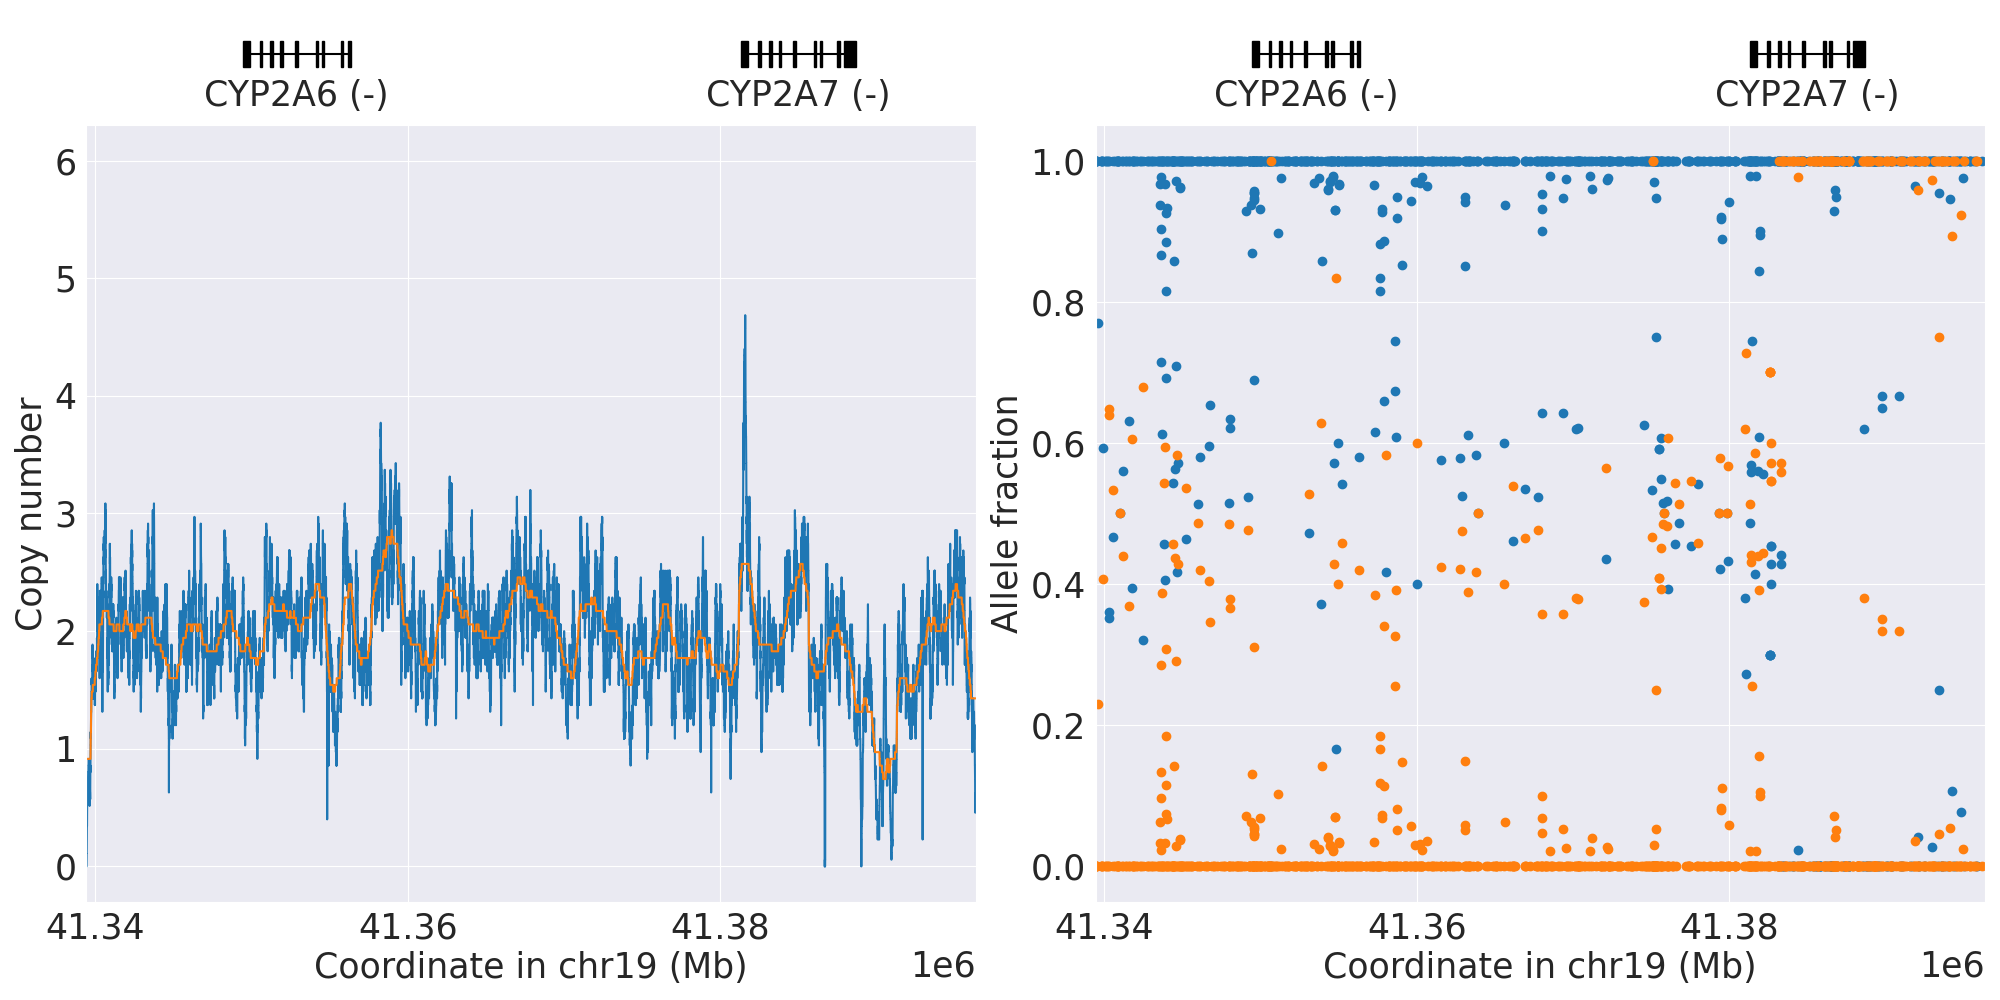 CYP2A6 (-)
CYP2A7 (-)
6
5
4
3
2
1
0
Copy number
41.34
41.36
41.38
Coordinate in chr19 (Mb)
1e6
CYP2A6 (-)
CYP2A7 (-)
1.0
0.8
0.6
0.4
0.2
0.0
Allele fraction
41.34
41.36
41.38
Coordinate in chr19 (Mb)
1e6